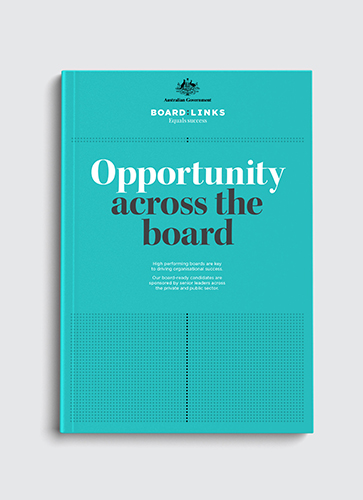 Australian Government
BOARD:LINKS
Equals success
Opportunity
across the
board
High performing boards are key
to driving organisational success.
Our board-ready candidates are
sponsored by senior leaders across
the private and public sector.